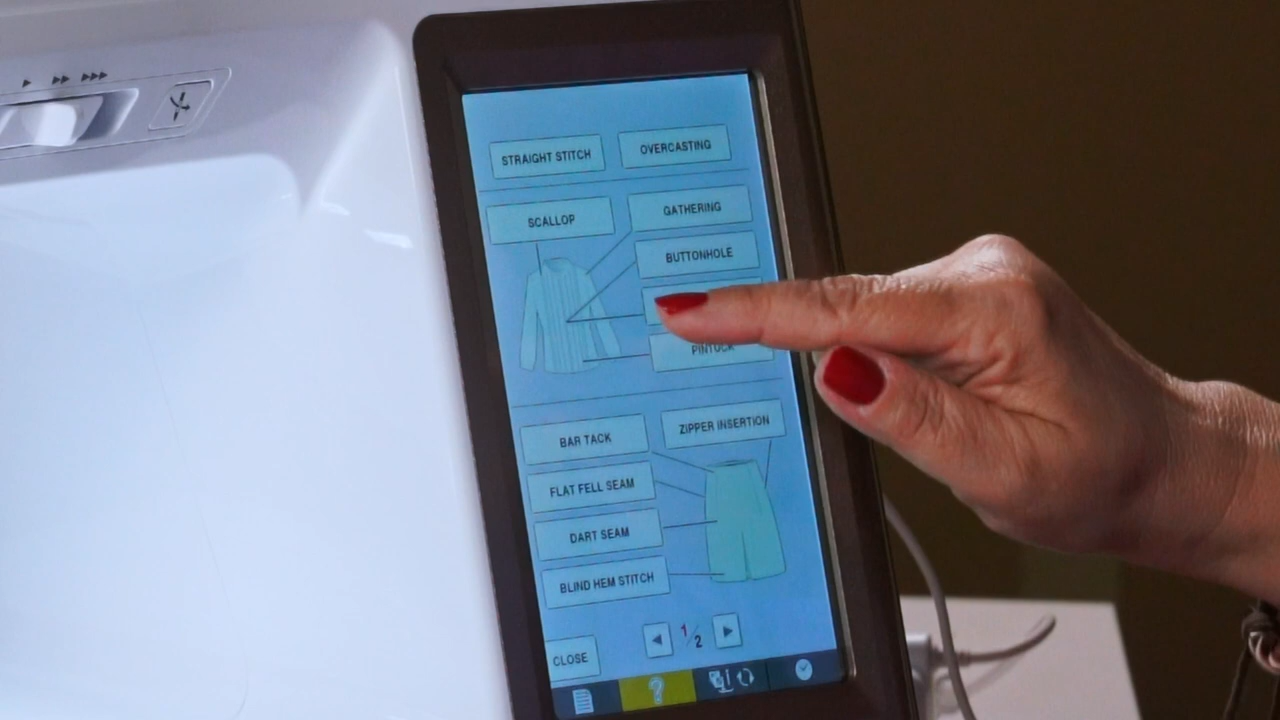 STRAIGHT STITCH
OVERCASTING
SCALLOP
GATHERING
BUTTONHOLE
PINTUCK
BAR TACK
ZIPPER INSERTION
FLAT FELL SEAM
DART SEAM
BLIND HEM STITCH
1/2
CLOSE
?